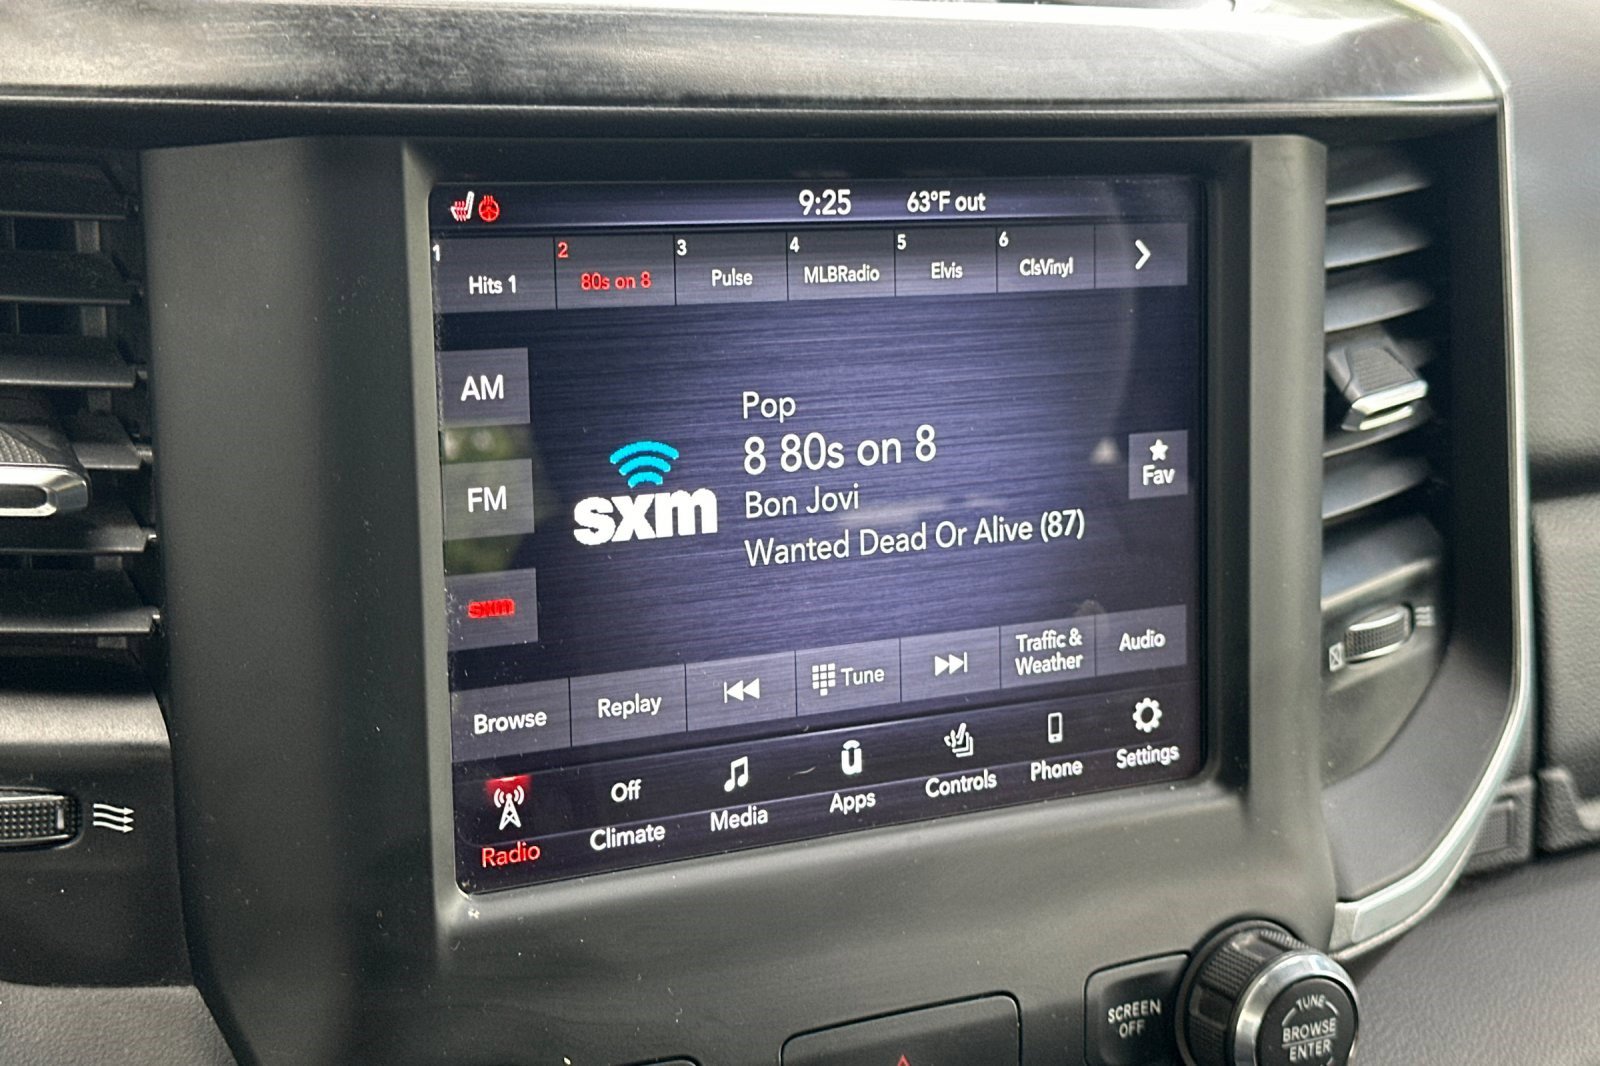 9:25 63°F out
1 2 3 4 5 6
Hits 1 80s on 8 Pulse MLBRadio Elvis ClsVinyl
AM
FM
sxm
sxm
Pop
8 80s on 8
Bon Jovi
Wanted Dead Or Alive (87)
Fav
Browse Replay Tune Traffic & Weather Audio
Radio
Off
Climate
Media
Apps
Controls
Phone
Settings
SCREEN
OFF
TUNE
BROWSE
ENTER